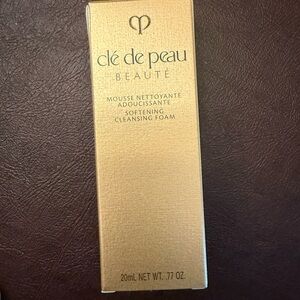 clé de peau
BEAUTÉ
MOUSSE NETTOYANTE
ADOUCISSANTE
SOFTENING
CLEANSING FOAM
20mL NET WT. .77 OZ.